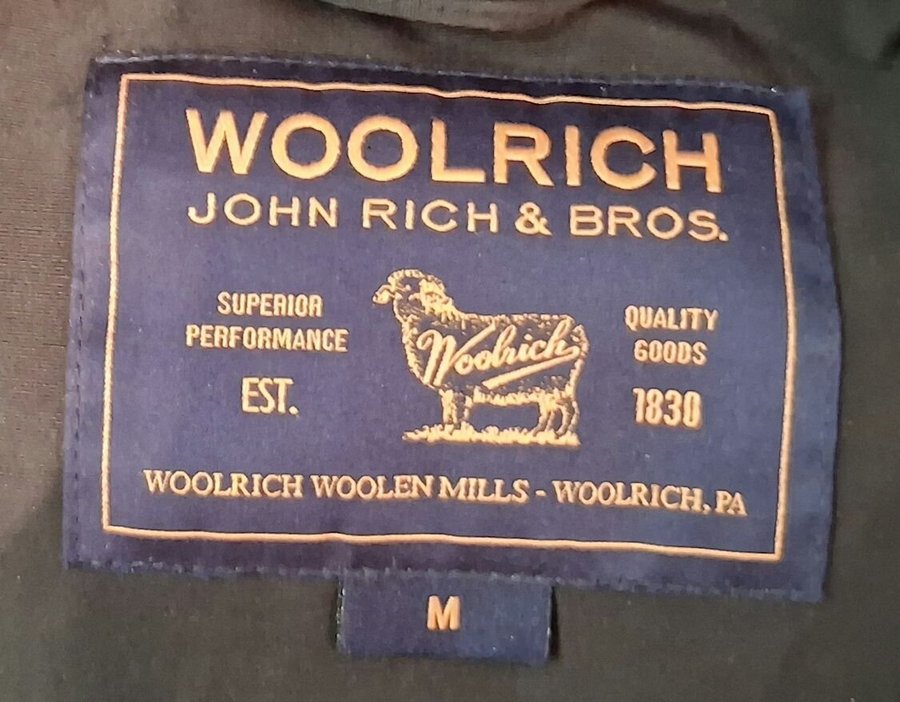 WOOLRICH
JOHN RICH & BROS.
SUPERIOR
PERFORMANCE
EST.
Woolrich
QUALITY
GOODS
1830
WOOLRICH WOOLEN MILLS - WOOLRICH, PA
M